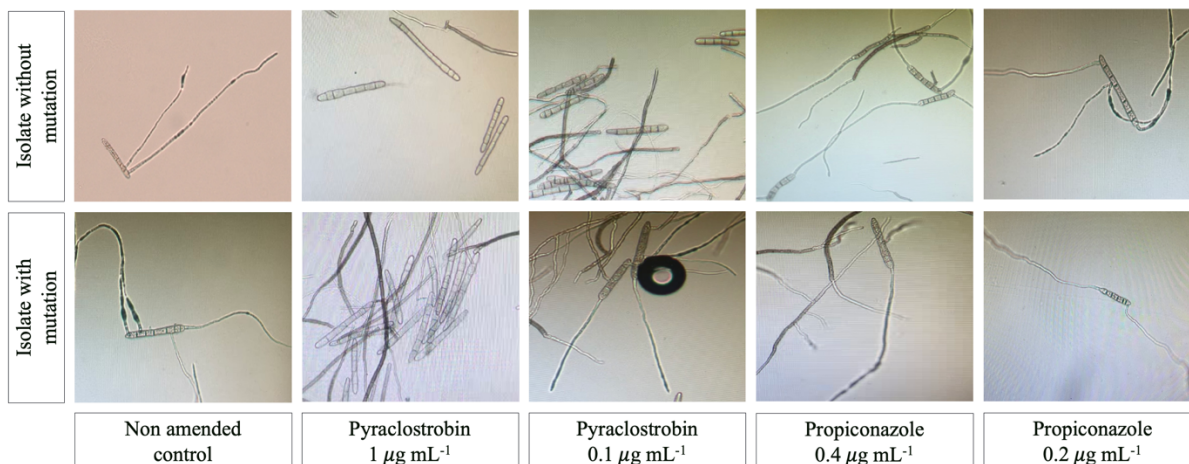 Isolate without
mutation
Isolate with
mutation
Non amended
control
Pyraclostrobin
1 µg mL⁻¹
Pyraclostrobin
0.1 µg mL⁻¹
Propiconazole
0.4 µg mL⁻¹
Propiconazole
0.2 µg mL⁻¹